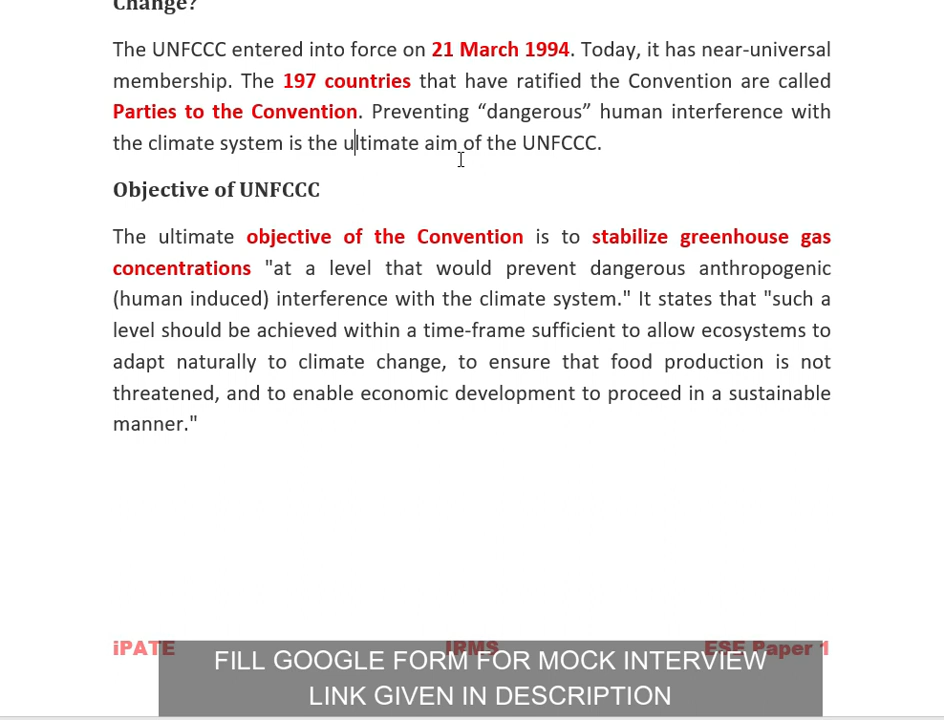 Change?
The UNFCCC entered into force on 21 March 1994. Today, it has near-universal
membership. The 197 countries that have ratified the Convention are called
Parties to the Convention. Preventing “dangerous” human interference with
the climate system is the ultimate aim of the UNFCCC.
Objective of UNFCCC
The ultimate objective of the Convention is to stabilize greenhouse gas
concentrations "at a level that would prevent dangerous anthropogenic
(human induced) interference with the climate system." It states that "such a
level should be achieved within a time-frame sufficient to allow ecosystems to
adapt naturally to climate change, to ensure that food production is not
threatened, and to enable economic development to proceed in a sustainable
manner."
iPATE IRMS ESE Paper 1
FILL GOOGLE FORM FOR MOCK INTERVIEW
LINK GIVEN IN DESCRIPTION